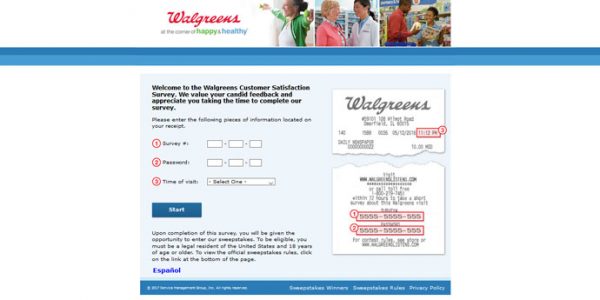 Walgreens
at the corner of happy & healthy
Welcome to the Walgreens Customer Satisfaction
Survey. We value your candid feedback and
appreciate you taking the time to complete our
survey.
Please enter the following pieces of information located
on your receipt.
1 Survey #: - -
2 Password: - -
3 Time of visit: - Select One -
Start
Upon completion of this survey, you will be given the
opportunity to enter our sweepstakes. To be eligible, you
must be a legal resident of the United States and 18 years
of age or older. To view the official sweepstakes rules, click
on the link at the bottom of the page.
Español
Walgreens
#59101 108 Wilmot Road
Deerfield, IL 60015
140 1589 0036 05/10/2016 11:12 PM 3
DAILY NEWSPAPER
00000000022 10.00 MSD
Visit
WWW.WALGREENSLISTENS.COM
or call toll free
1-800-279-7451
within 72 hours to take a short
survey about this Walgreens visit
1 5555-5555-555
2 5555-5555-555
For contest rules, see store or
WWW.WALGREENSLISTENS.COM
© 2017 Service Management Group, Inc. All rights reserved.
Sweepstakes Winners Sweepstakes Rules Privacy Policy